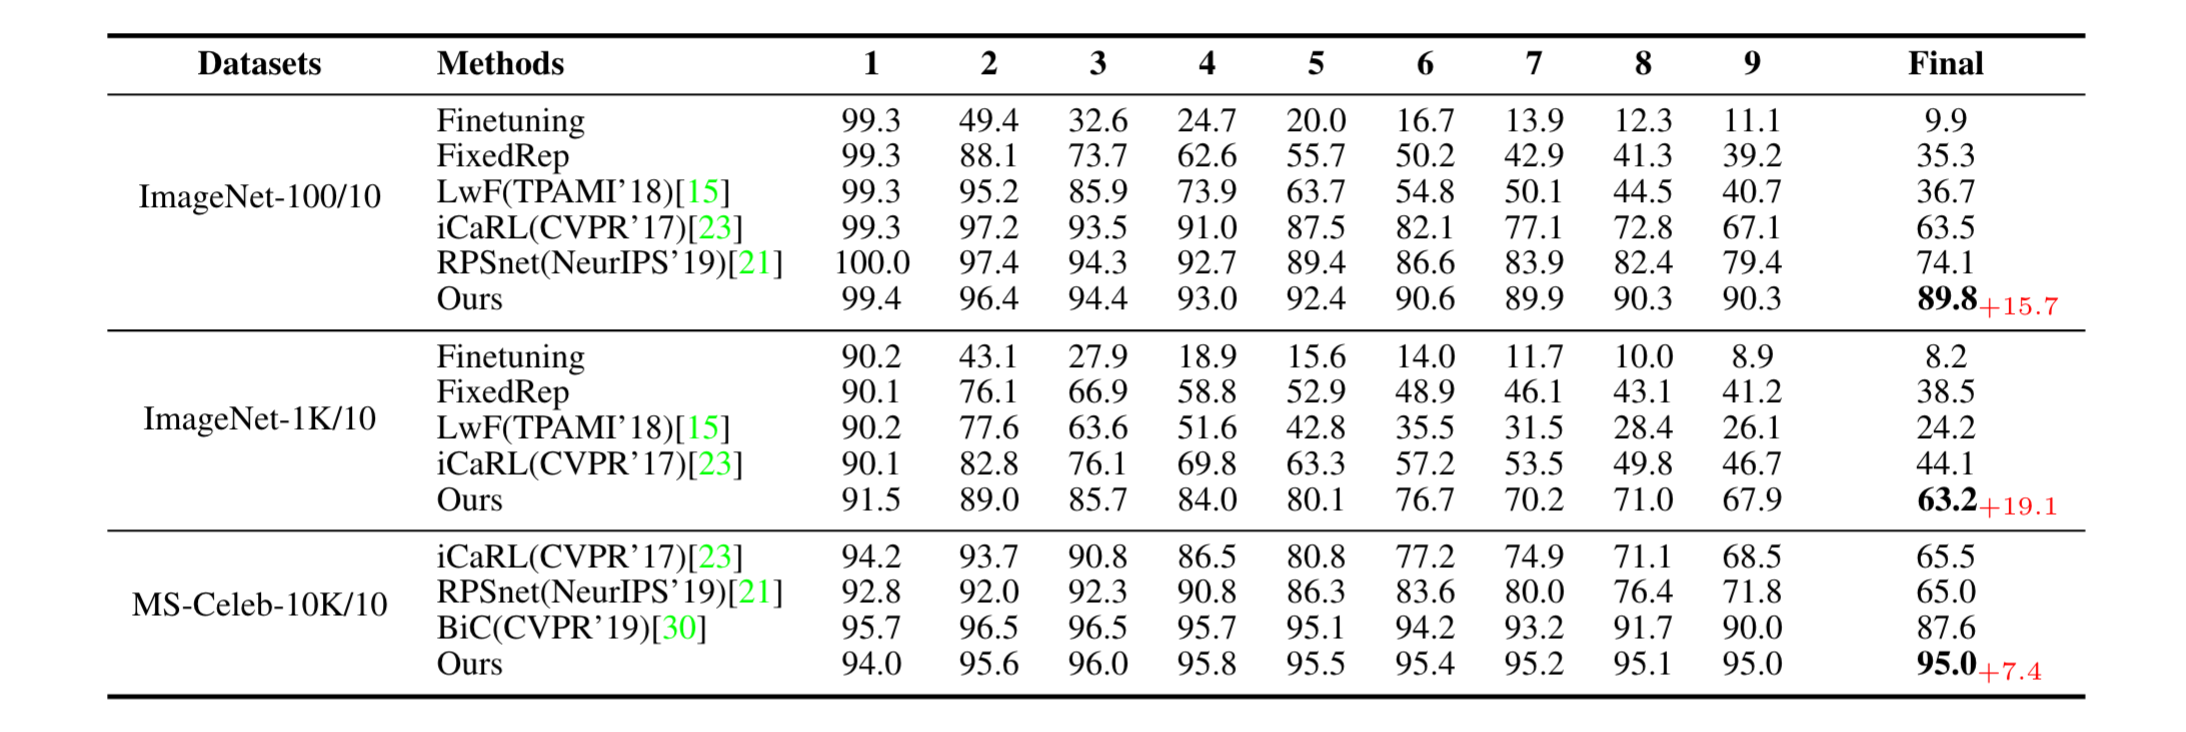 Datasets Methods 1 2 3 4 5 6 7 8 9 Final
Finetuning 99.3 49.4 32.6 24.7 20.0 16.7 13.9 12.3 11.1 9.9
FixedRep 99.3 88.1 73.7 62.6 55.7 50.2 42.9 41.3 39.2 35.3
ImageNet-100/10 LwF(TPAMI'18)[15] 99.3 95.2 85.9 73.9 63.7 54.8 50.1 44.5 40.7 36.7
iCaRL(CVPR'17)[23] 99.3 97.2 93.5 91.0 87.5 82.1 77.1 72.8 67.1 63.5
RPSnet(NeurIPS'19)[21] 100.0 97.4 94.3 92.7 89.4 86.6 83.9 82.4 79.4 74.1
Ours 99.4 96.4 94.4 93.0 92.4 90.6 89.9 90.3 90.3 89.8+15.7
Finetuning 90.2 43.1 27.9 18.9 15.6 14.0 11.7 10.0 8.9 8.2
FixedRep 90.1 76.1 66.9 58.8 52.9 48.9 46.1 43.1 41.2 38.5
ImageNet-1K/10 LwF(TPAMI'18)[15] 90.2 77.6 63.6 51.6 42.8 35.5 31.5 28.4 26.1 24.2
iCaRL(CVPR'17)[23] 90.1 82.8 76.1 69.8 63.3 57.2 53.5 49.8 46.7 44.1
Ours 91.5 89.0 85.7 84.0 80.1 76.7 70.2 71.0 67.9 63.2+19.1
iCaRL(CVPR'17)[23] 94.2 93.7 90.8 86.5 80.8 77.2 74.9 71.1 68.5 65.5
MS-Celeb-10K/10 RPSnet(NeurIPS'19)[21] 92.8 92.0 92.3 90.8 86.3 83.6 80.0 76.4 71.8 65.0
BiC(CVPR'19)[30] 95.7 96.5 96.5 95.7 95.1 94.2 93.2 91.7 90.0 87.6
Ours 94.0 95.6 96.0 95.8 95.5 95.4 95.2 95.1 95.0 95.0+7.4